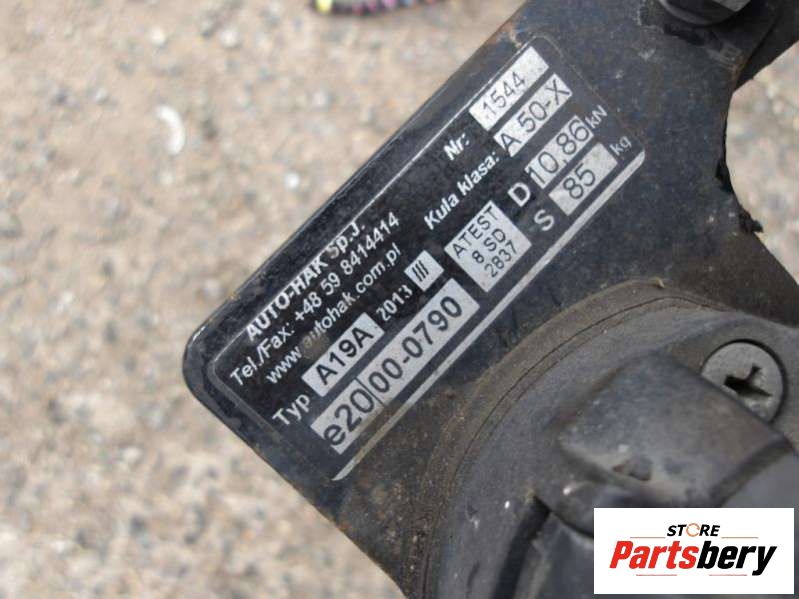 AUTO-HAK Sp.J.
Tel./Fax: +48 59 8414414
www.autohak.com.pl
Typ A19A 2013 III
e20 00-0790
Nr: 1544
Kula klasa: A 50-X
ATEST
8 SD
2837
D 10,86 kN
S 85 kg
STORE
Partsbery